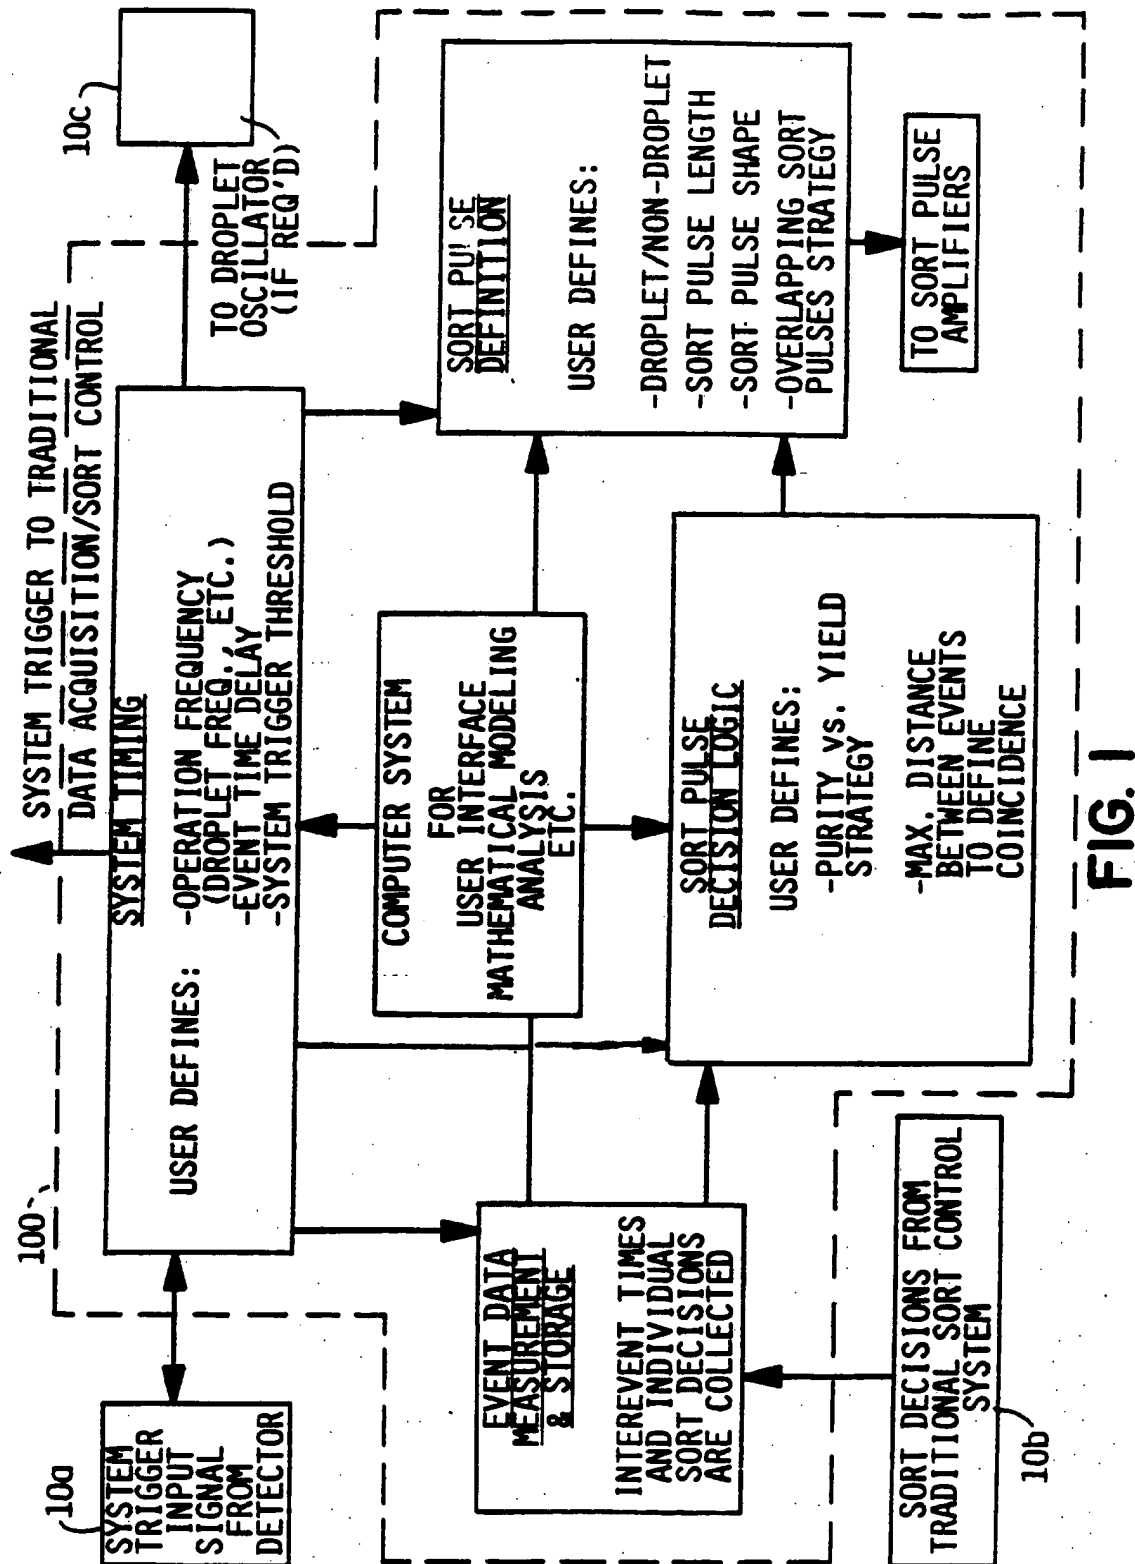 SYSTEM TRIGGER TO TRADITIONAL
DATA ACQUISITION/SORT CONTROL
100
10a
SYSTEM
TRIGGER
INPUT
SIGNAL
FROM
DETECTOR
SYSTEM TIMING
USER DEFINES:
-OPERATION FREQUENCY
(DROPLET FREQ., ETC.)
-EVENT TIME DELAY
-SYSTEM TRIGGER THRESHOLD
10c
TO DROPLET
OSCILLATOR
(IF REQ'D)
EVENT DATA
MEASUREMENT
& STORAGE
INTEREVENT TIMES
AND INDIVIDUAL
SORT DECISIONS
ARE COLLECTED
COMPUTER SYSTEM
FOR
USER INTERFACE
MATHEMATICAL MODELING
ANALYSIS
ETC.
SORT PULSE
DEFINITION
USER DEFINES:
-DROPLET/NON-DROPLET
-SORT PULSE LENGTH
-SORT PULSE SHAPE
-OVERLAPPING SORT
PULSES STRATEGY
SORT PULSE
DECISION LOGIC
USER DEFINES:
-PURITY VS. YIELD
STRATEGY
-MAX. DISTANCE
BETWEEN EVENTS
TO DEFINE
COINCIDENCE
TO SORT PULSE
AMPLIFIERS
SORT DECISIONS FROM
TRADITIONAL SORT CONTROL
SYSTEM
10b
FIG. 1